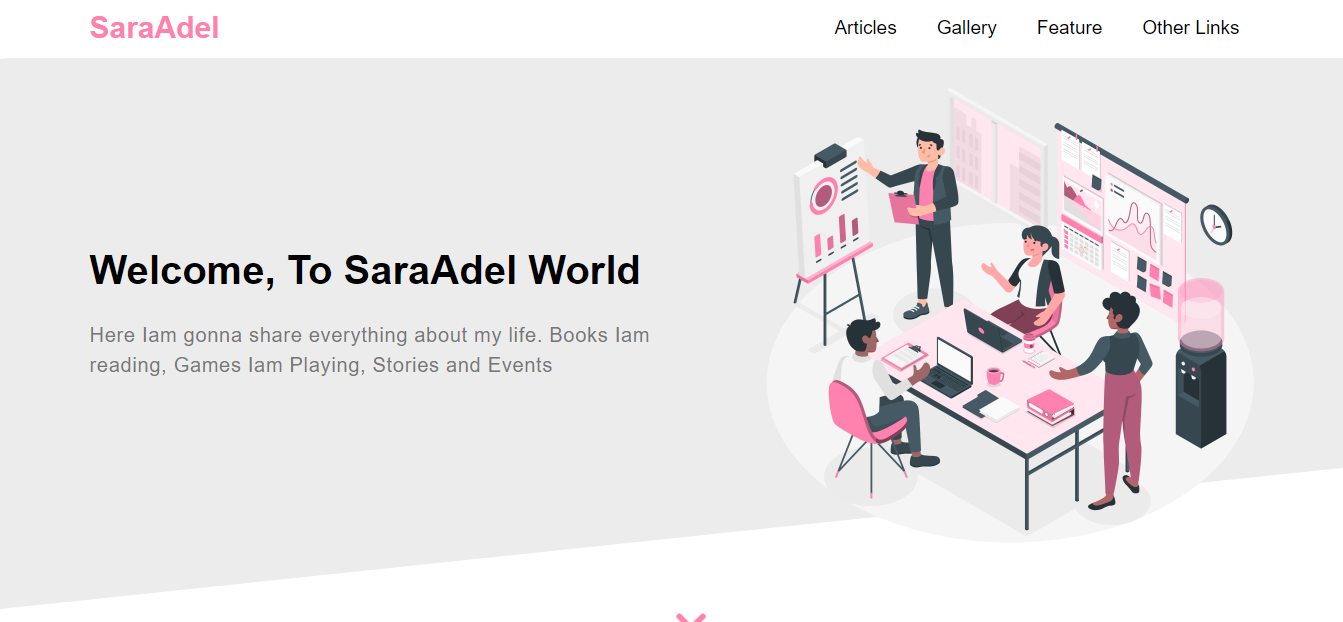 SaraAdel
Articles
Gallery
Feature
Other Links
Welcome, To SaraAdel World
Here Iam gonna share everything about my life. Books Iam
reading, Games Iam Playing, Stories and Events